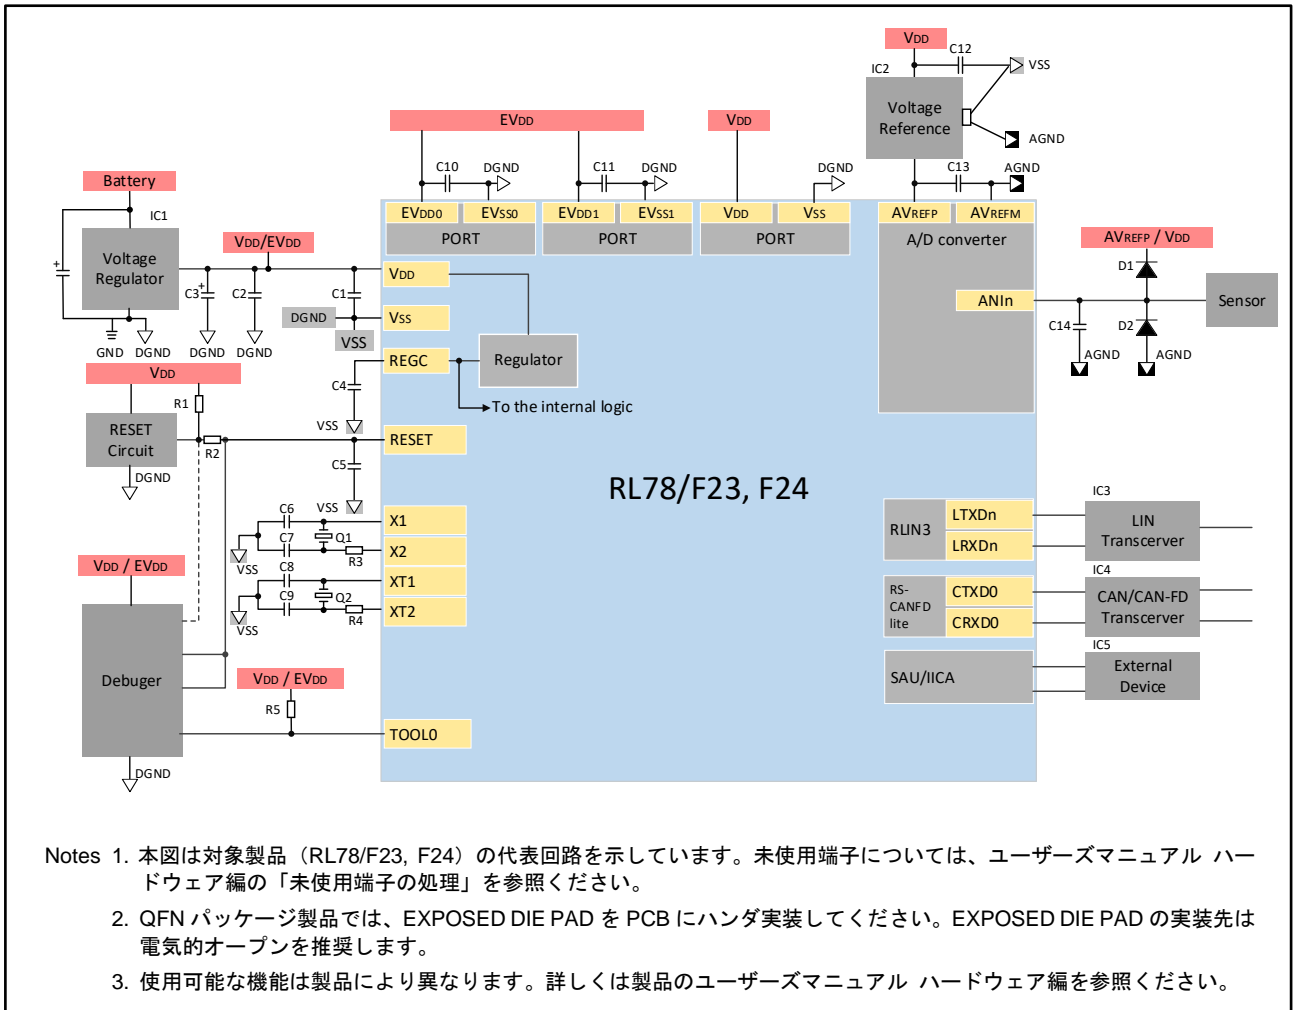 VDD
C12
IC2
VSS
Voltage
Reference
AGND
EVDD
VDD
C10
DGND
C11
DGND
DGND
C13
AGND
Battery
IC1
EVDD0
EVSS0
EVDD1
EVSS1
VDD
VSS
AVREFP
AVREFM
PORT
PORT
PORT
A/D converter
Voltage
Regulator
+
VDD/EVDD
C3
+
C2
C1
VDD
AVREFP / VDD
D1
ANIn
Sensor
DGND
VSS
VSS
C14
D2
GND
DGND
DGND
DGND
AGND
AGND
VDD
REGC
Regulator
C4
To the internal logic
R1
VSS
RESET
Circuit
R2
RESET
C5
DGND
VSS
RL78/F23, F24
C6
X1
Q1
C7
X2
R3
VSS
C8
XT1
Q2
C9
XT2
R4
VSS
IC3
RLIN3
LTXDn
LRXDn
LIN
Transcerver
IC4
RS-
CANFD
lite
CTXD0
CRXD0
CAN/CAN-FD
Transcerver
IC5
SAU/IICA
External
Device
VDD / EVDD
Debuger
VDD / EVDD
R5
TOOL0
DGND
Notes 1. 本図は対象製品（RL78/F23, F24）の代表回路を示しています。未使用端子については、ユーザーズマニュアル ハー
ドウェア編の「未使用端子の処理」を参照ください。
2. QFN パッケージ製品では、EXPOSED DIE PAD を PCB にハンダ実装してください。EXPOSED DIE PAD の実装先は
電気的オープンを推奨します。
3. 使用可能な機能は製品により異なります。詳しくは製品のユーザーズマニュアル ハードウェア編を参照ください。